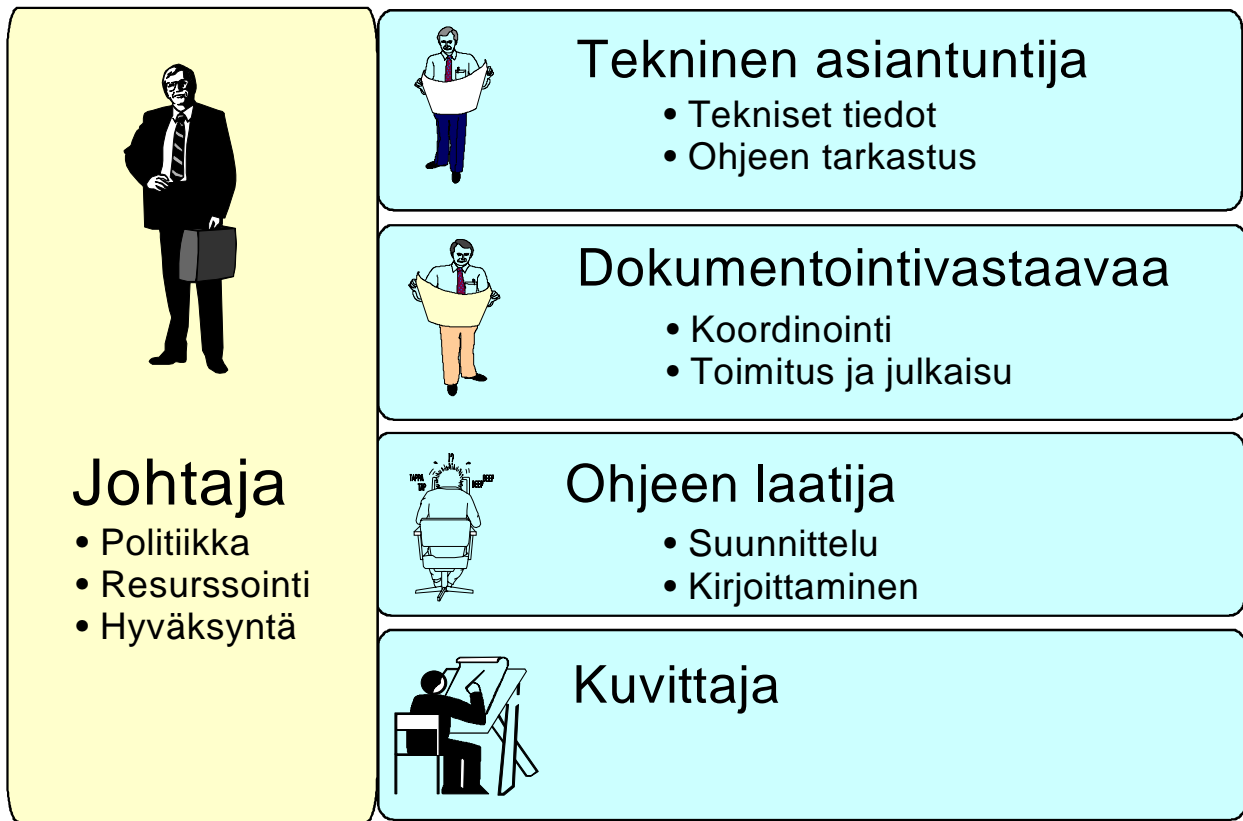 Johtaja
• Politiikka
• Resurssointi
• Hyväksyntä
Tekninen asiantuntija
• Tekniset tiedot
• Ohjeen tarkastus
Dokumentointivastaavaa
• Koordinointi
• Toimitus ja julkaisu
Ohjeen laatija
• Suunnittelu
• Kirjoittaminen
Kuvittaja